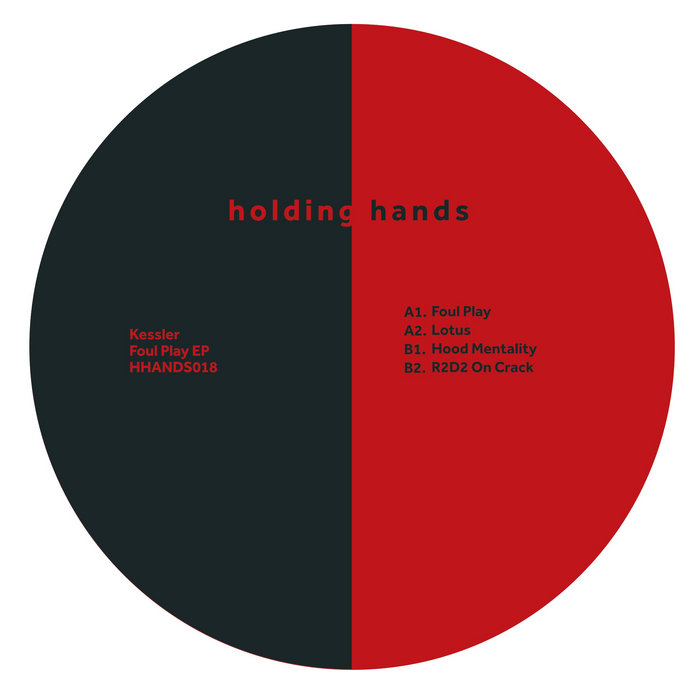 holding hands
Kessler
Foul Play EP
HHANDS018
A1. Foul Play
A2. Lotus
B1. Hood Mentality
B2. R2D2 On Crack